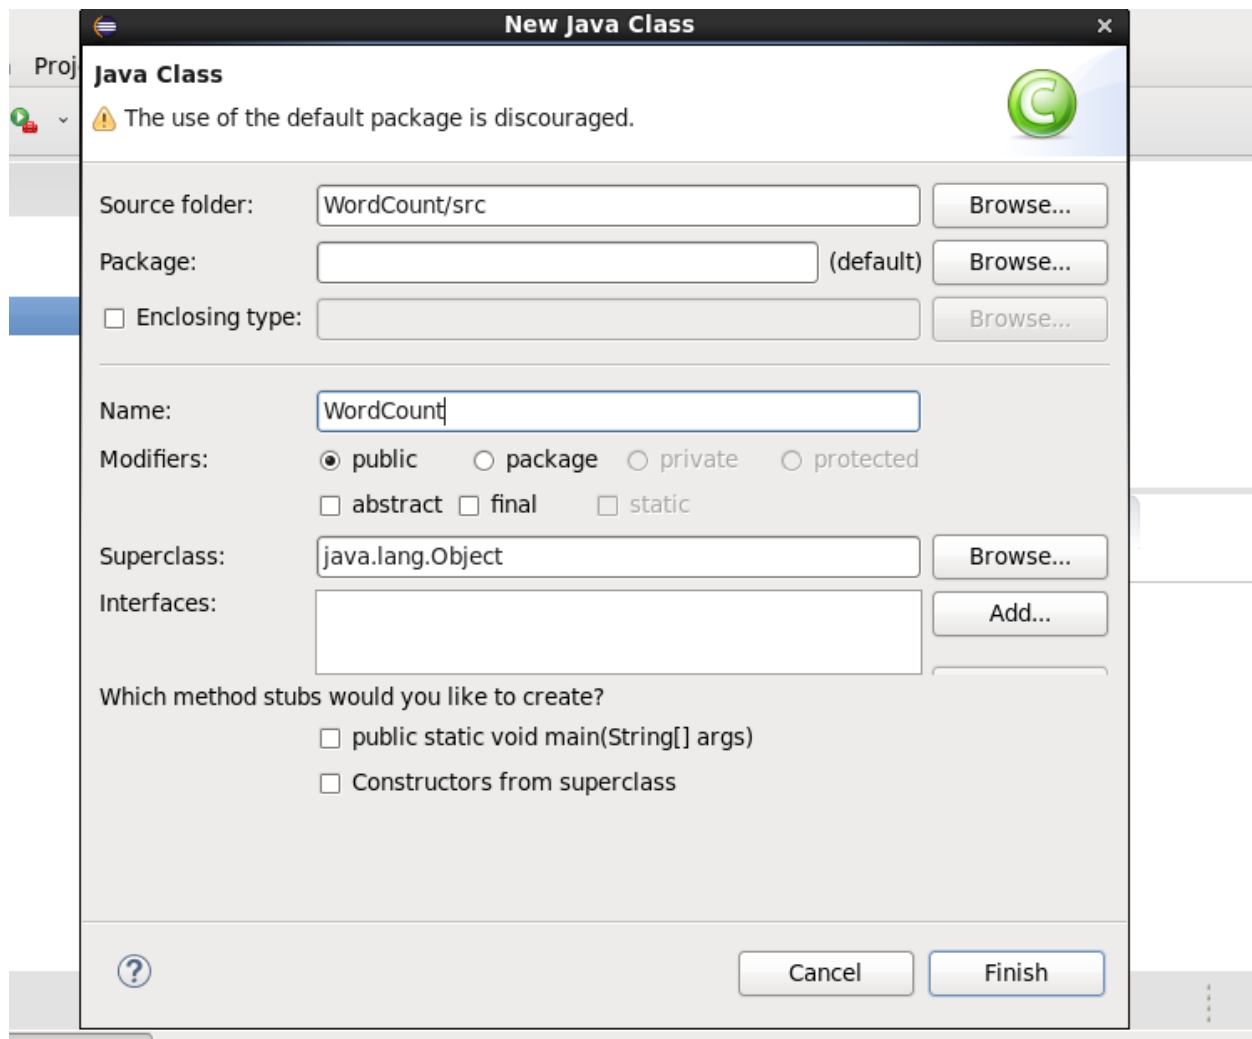 New Java Class
Proj
Java Class
The use of the default package is discouraged.
Source folder: WordCount/src Browse...
Package: (default) Browse...
Enclosing type: Browse...
Name: WordCount
Modifiers: public package private protected
abstract final static
Superclass: java.lang.Object Browse...
Interfaces: Add...
Which method stubs would you like to create?
public static void main(String[] args)
Constructors from superclass
? Cancel Finish